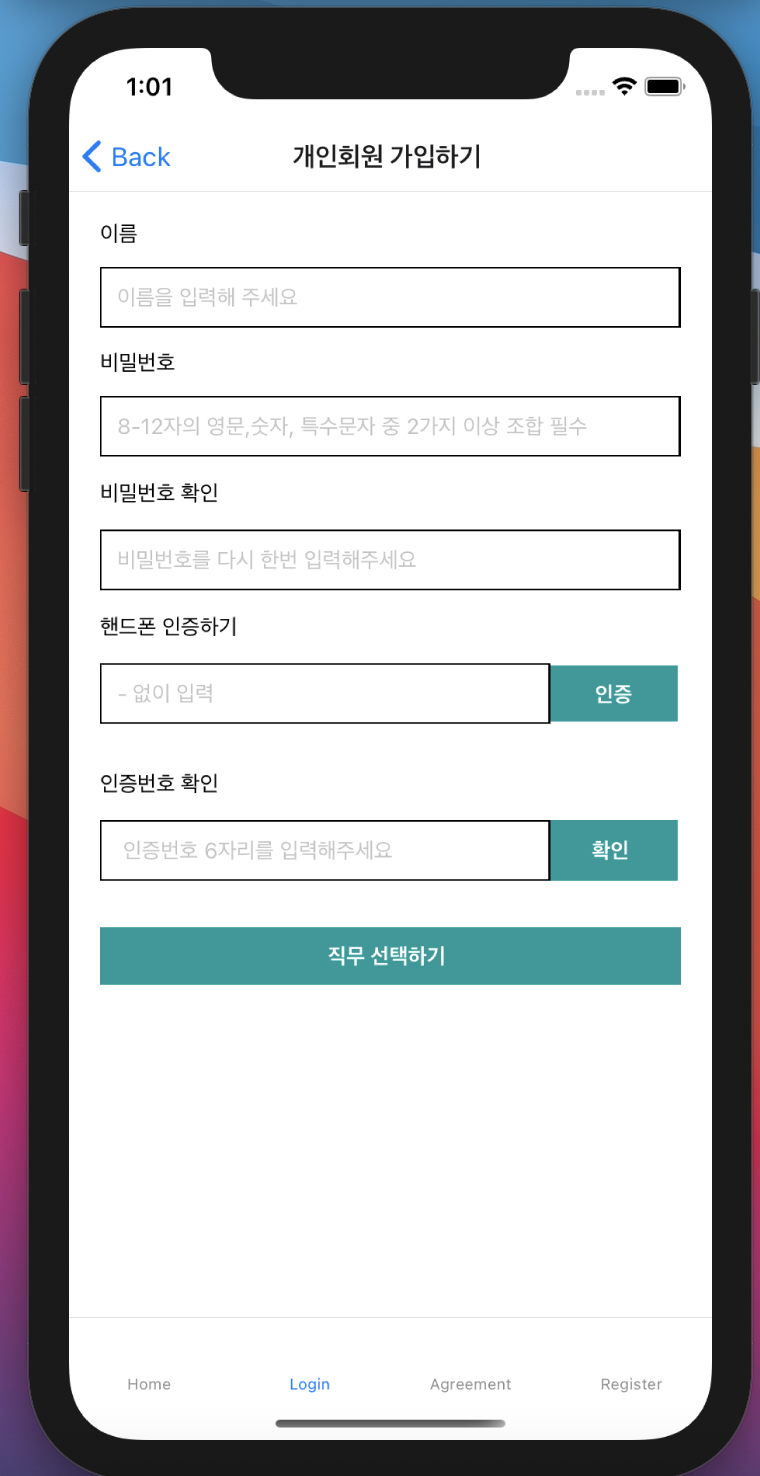 1:01
Back
개인회원 가입하기
이름
이름을 입력해 주세요
비밀번호
8-12자의 영문,숫자, 특수문자 중 2가지 이상 조합 필수
비밀번호 확인
비밀번호를 다시 한번 입력해주세요
핸드폰 인증하기
- 없이 입력
인증
인증번호 확인
인증번호 6자리를 입력해주세요
확인
직무 선택하기
Home
Login
Agreement
Register